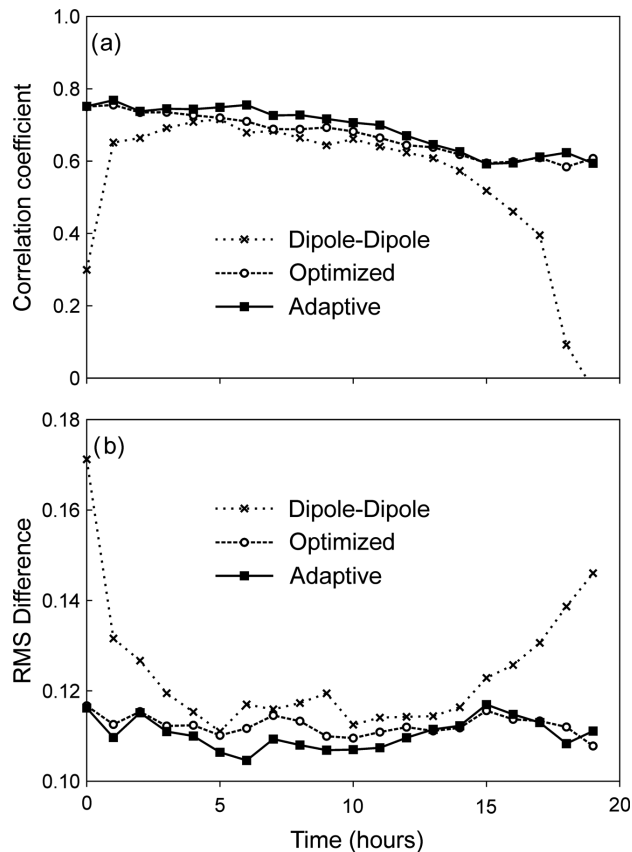 (a)
1.0
0.8
0.6
0.4
0.2
0
Correlation coefficient
Dipole-Dipole
Optimized
Adaptive
(b)
0.18
0.16
0.14
0.12
0.10
RMS Difference
Dipole-Dipole
Optimized
Adaptive
0 5 10 15 20
Time (hours)